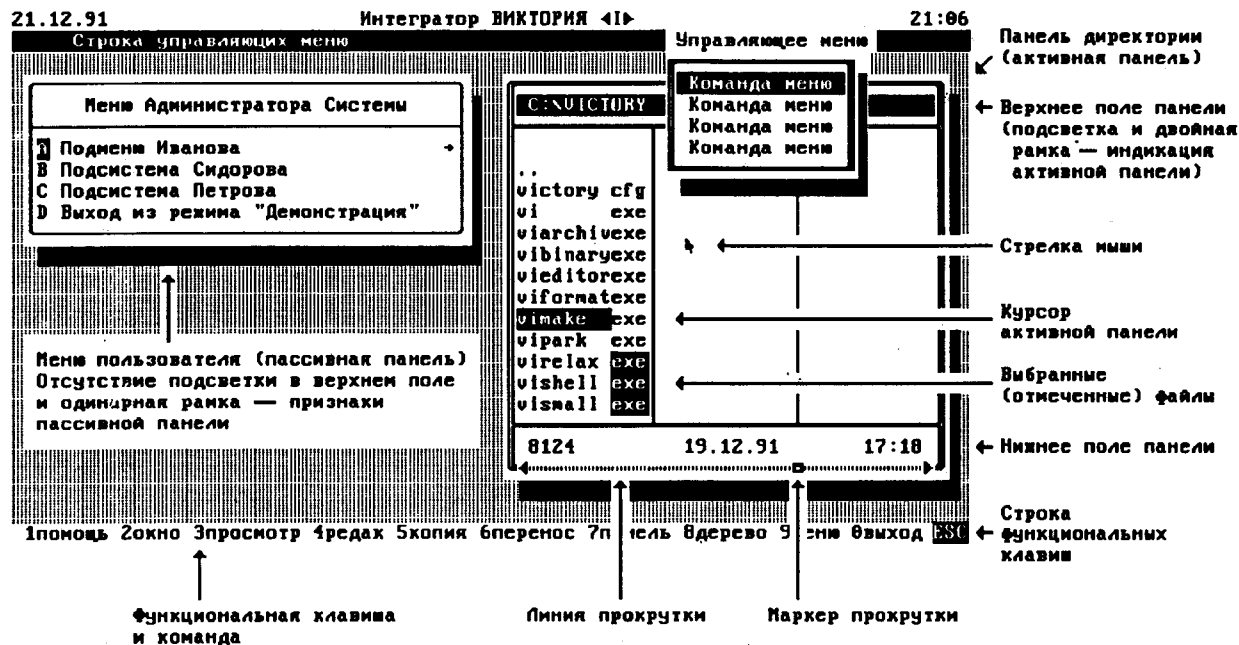 21.12.91 Интегратор ВИКТОРИЯ ◄I► 21:06
Строка управляющих меню Управляющее меню
Панель директории
(активная панель)
Команда меню
Команда меню
Команда меню
Команда меню
Меню Администратора Системы
A Подменю Иванова →
B Подсистема Сидорова
C Подсистема Петрова
D Выход из режима "Демонстрация"
C:\VICTORY
Верхнее поле панели
(подсветка и двойная
рамка — индикация
активной панели)
..
victory cfg
vi exe
viarchivexe
vibinaryexe
vieditorexe
viformatexe
vimake exe
vipark exe
virelax exe
vishell exe
vismall exe
Стрелка мыши
Курсор
активной панели
Выбранные
(отмеченные) файлы
Меню пользователя (пассивная панель)
Отсутствие подсветки в верхнем поле
и одинарная рамка — признаки
пассивной панели
8124 19.12.91 17:18
Нижнее поле панели
1помощь 2окно 3просмотр 4редах 5копия 6перенос 7п нель 8дерево 9 еню 0выход ESC
Строка
функциональных
клавиш
Функциональная клавиша
и команда
Линия прокрутки
Маркер прокрутки